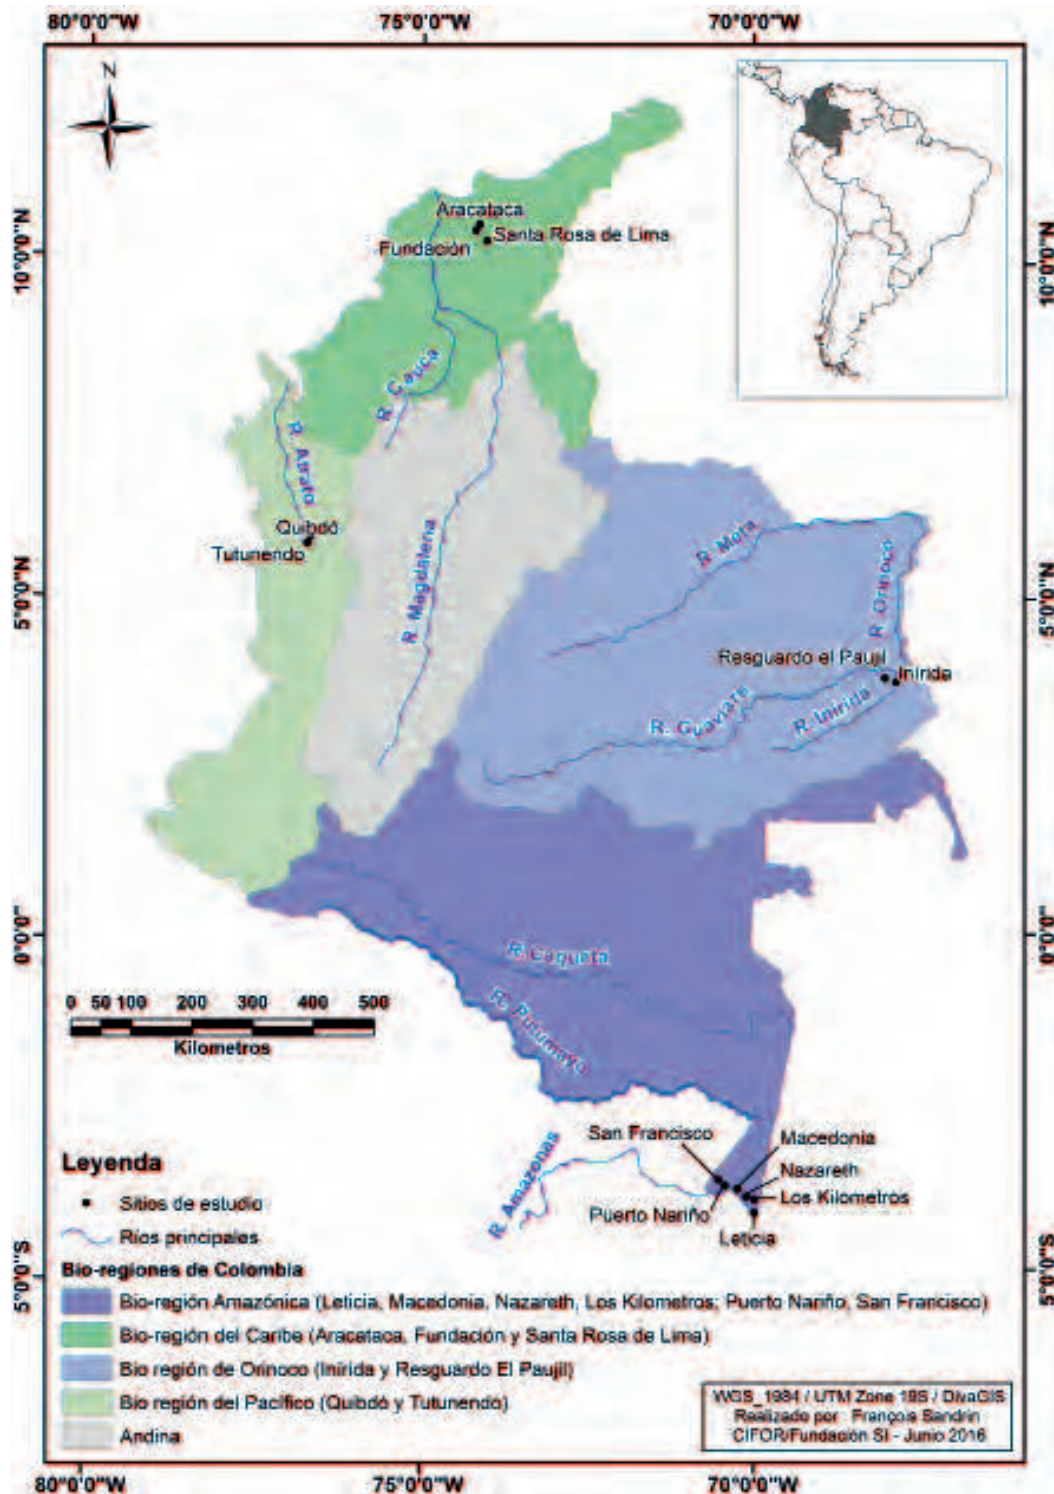 80°0'0"W 75°0'0"W 70°0'0"W
N
10°0'0"N
10°0'0"N
Aracataca
Santa Rosa de Lima
Fundación
R. Cauca
R. Atrato
Quibdó
Tutunendo
R. Magdalena
R. Meta
R. Orinoco
5°0'0"N
5°0'0"N
Resguardo el Paujil
Inírida
R. Guaviare
R. Inirida
0°0'0"
0°0'0"
R. Caquetá
R. Putumayo
0 50 100 200 300 400 500
Kilometros
San Francisco
Macedonia
Nazareth
Los Kilometros
Puerto Nariño
Leticia
R. Amazonas
5°0'0"S
5°0'0"S
Leyenda
Sitios de estudio
Ríos principales
Bio-regiones de Colombia
Bio-región Amazónica (Leticia, Macedonia, Nazareth, Los Kilometros; Puerto Nariño, San Francisco)
Bio-región del Caribe (Aracataca, Fundación y Santa Rosa de Lima)
Bio región de Orinoco (Inírida y Resguardo El Paujil)
Bio región del Pacífico (Quibdó y Tutunendo)
Andina
WGS_1984 / UTM Zone 19S / DivaGIS
Realizado por François Sandrin
CIFOR/Fundación SI - Junio 2016
80°0'0"W 75°0'0"W 70°0'0"W